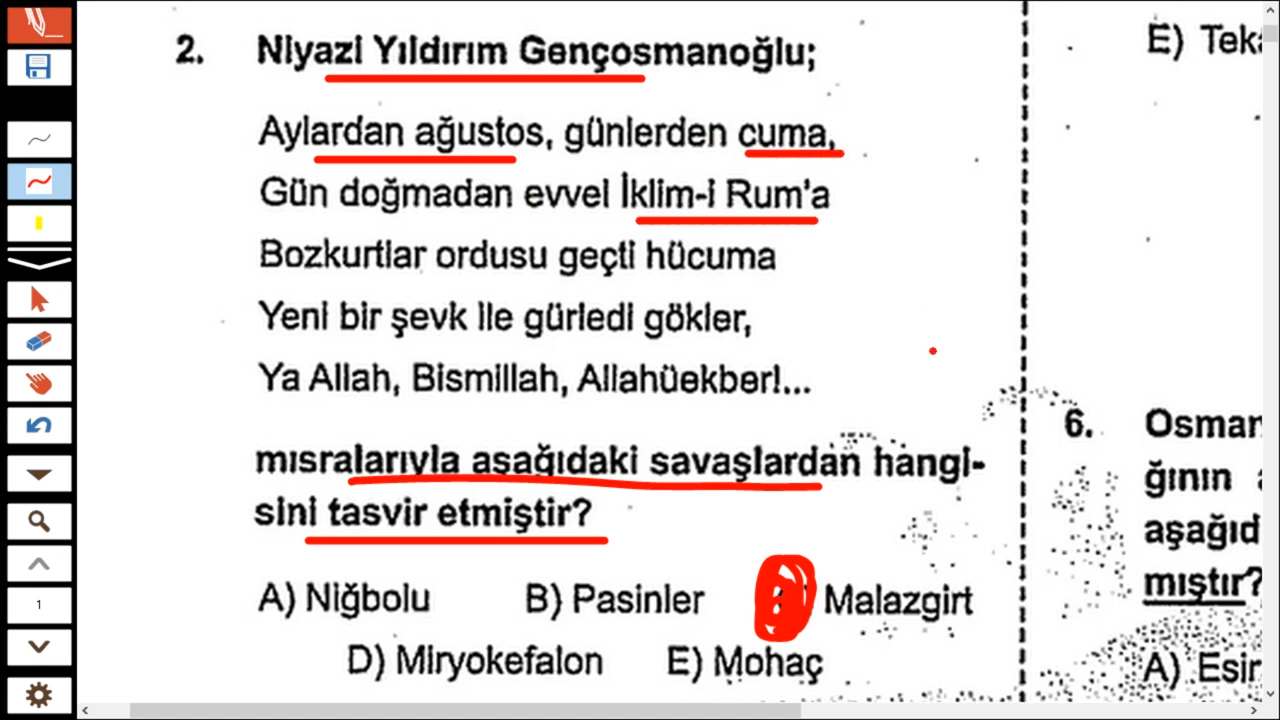 2. Niyazi Yıldırım Gençosmanoğlu;
Aylardan ağustos, günlerden cuma,
Gün doğmadan evvel İklim-i Rum'a
Bozkurtlar ordusu geçti hücuma
Yeni bir şevk ile gürledi gökler,
Ya Allah, Bismillah, Allahüekber!...
mısralarıyla aşağıdaki savaşlardan hangi-
sini tasvir etmiştir?
A) Niğbolu B) Pasinler Malazgirt
D) Miryokefalon E) Mohaç
E) Tek
6. Osman
ğının
aşağıd
mıştır?
A) Esir
1